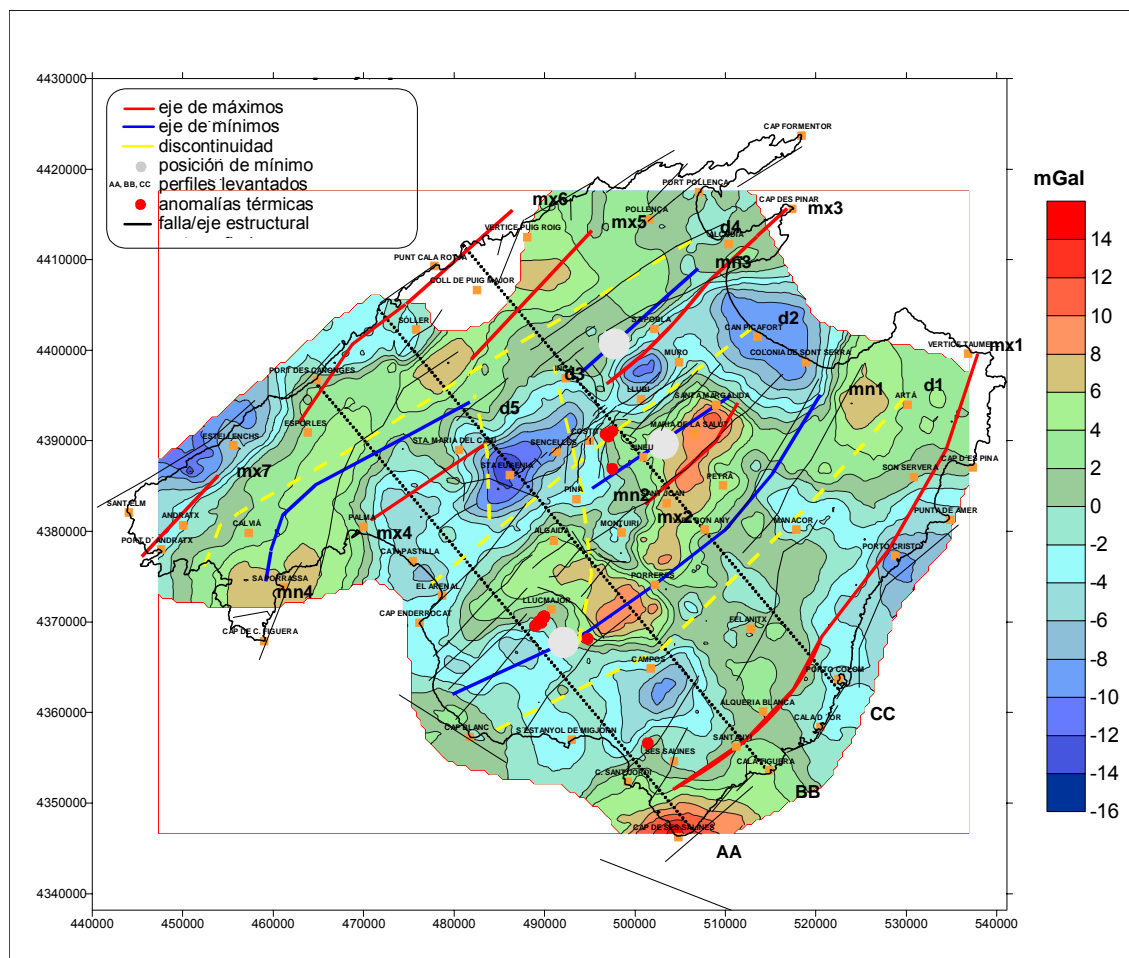 4430000
4420000
4410000
4400000
4390000
4380000
4370000
4360000
4350000
4340000
440000
450000
460000
470000
480000
490000
500000
510000
520000
530000
540000
eje de máximos
eje de mínimos
discontinuidad
posición de mínimo
AA, BB, CC perfiles levantados
anomalías térmicas
falla/eje estructural
mGal
14
12
10
8
6
4
2
0
-2
-4
-6
-8
-10
-12
-14
-16
CAP FORMENTOR
PORT POLLENÇA
CAP DES PINAR
mx3
mx6
mx5
POLLENÇA
d4
VERTICE PUIG ROIG
ALCUDIA
PUNT CALA ROTJA
mn3
COLL DE PUIG MAJOR
SOLLER
SA POBLA
d2
CAN PICAFORT
MURO
COLONIA DE SONT SERRA
VERTICE TAUMET
mx1
PORT DES CANONGES
INCA
d3
LLUBI
mn1
d1
ARTÁ
SANTA MARGALIDA
d5
ESPORLES
ESTELLENCHS
STA. MARIA DEL CAMI
COSTIX
SENCELLES
MARIA DE LA SALUT
SINEU
CAP D'ES PINA
SON SERVERA
mx7
STA EUGENIA
PETRA
PINA
mn2
SANT JOAN
SANT ELM
ANDRATX
CALVIÀ
PALMA
mx4
mx2
MONTUIRI
MANACOR
PUNTA DE AMER
PORT D'ANDRATX
ALGAIDA
CALA PASTILLA
PORTO CRISTO
mn4
EL ARENAL
PORRERES
LLUCMAJOR
CAP ENDERROCAT
FELANITX
CAP DE C. FIGUERA
CAMPOS
PORTO COLOM
ALQUERIA BLANCA
CC
CAP BLANC
S'ESTANYOL DE MIGJORN
SANTANYI
SES SALINES
CALA FIGUERA
C. SANT JORDI
BB
CAP DE SES SALINES
AA